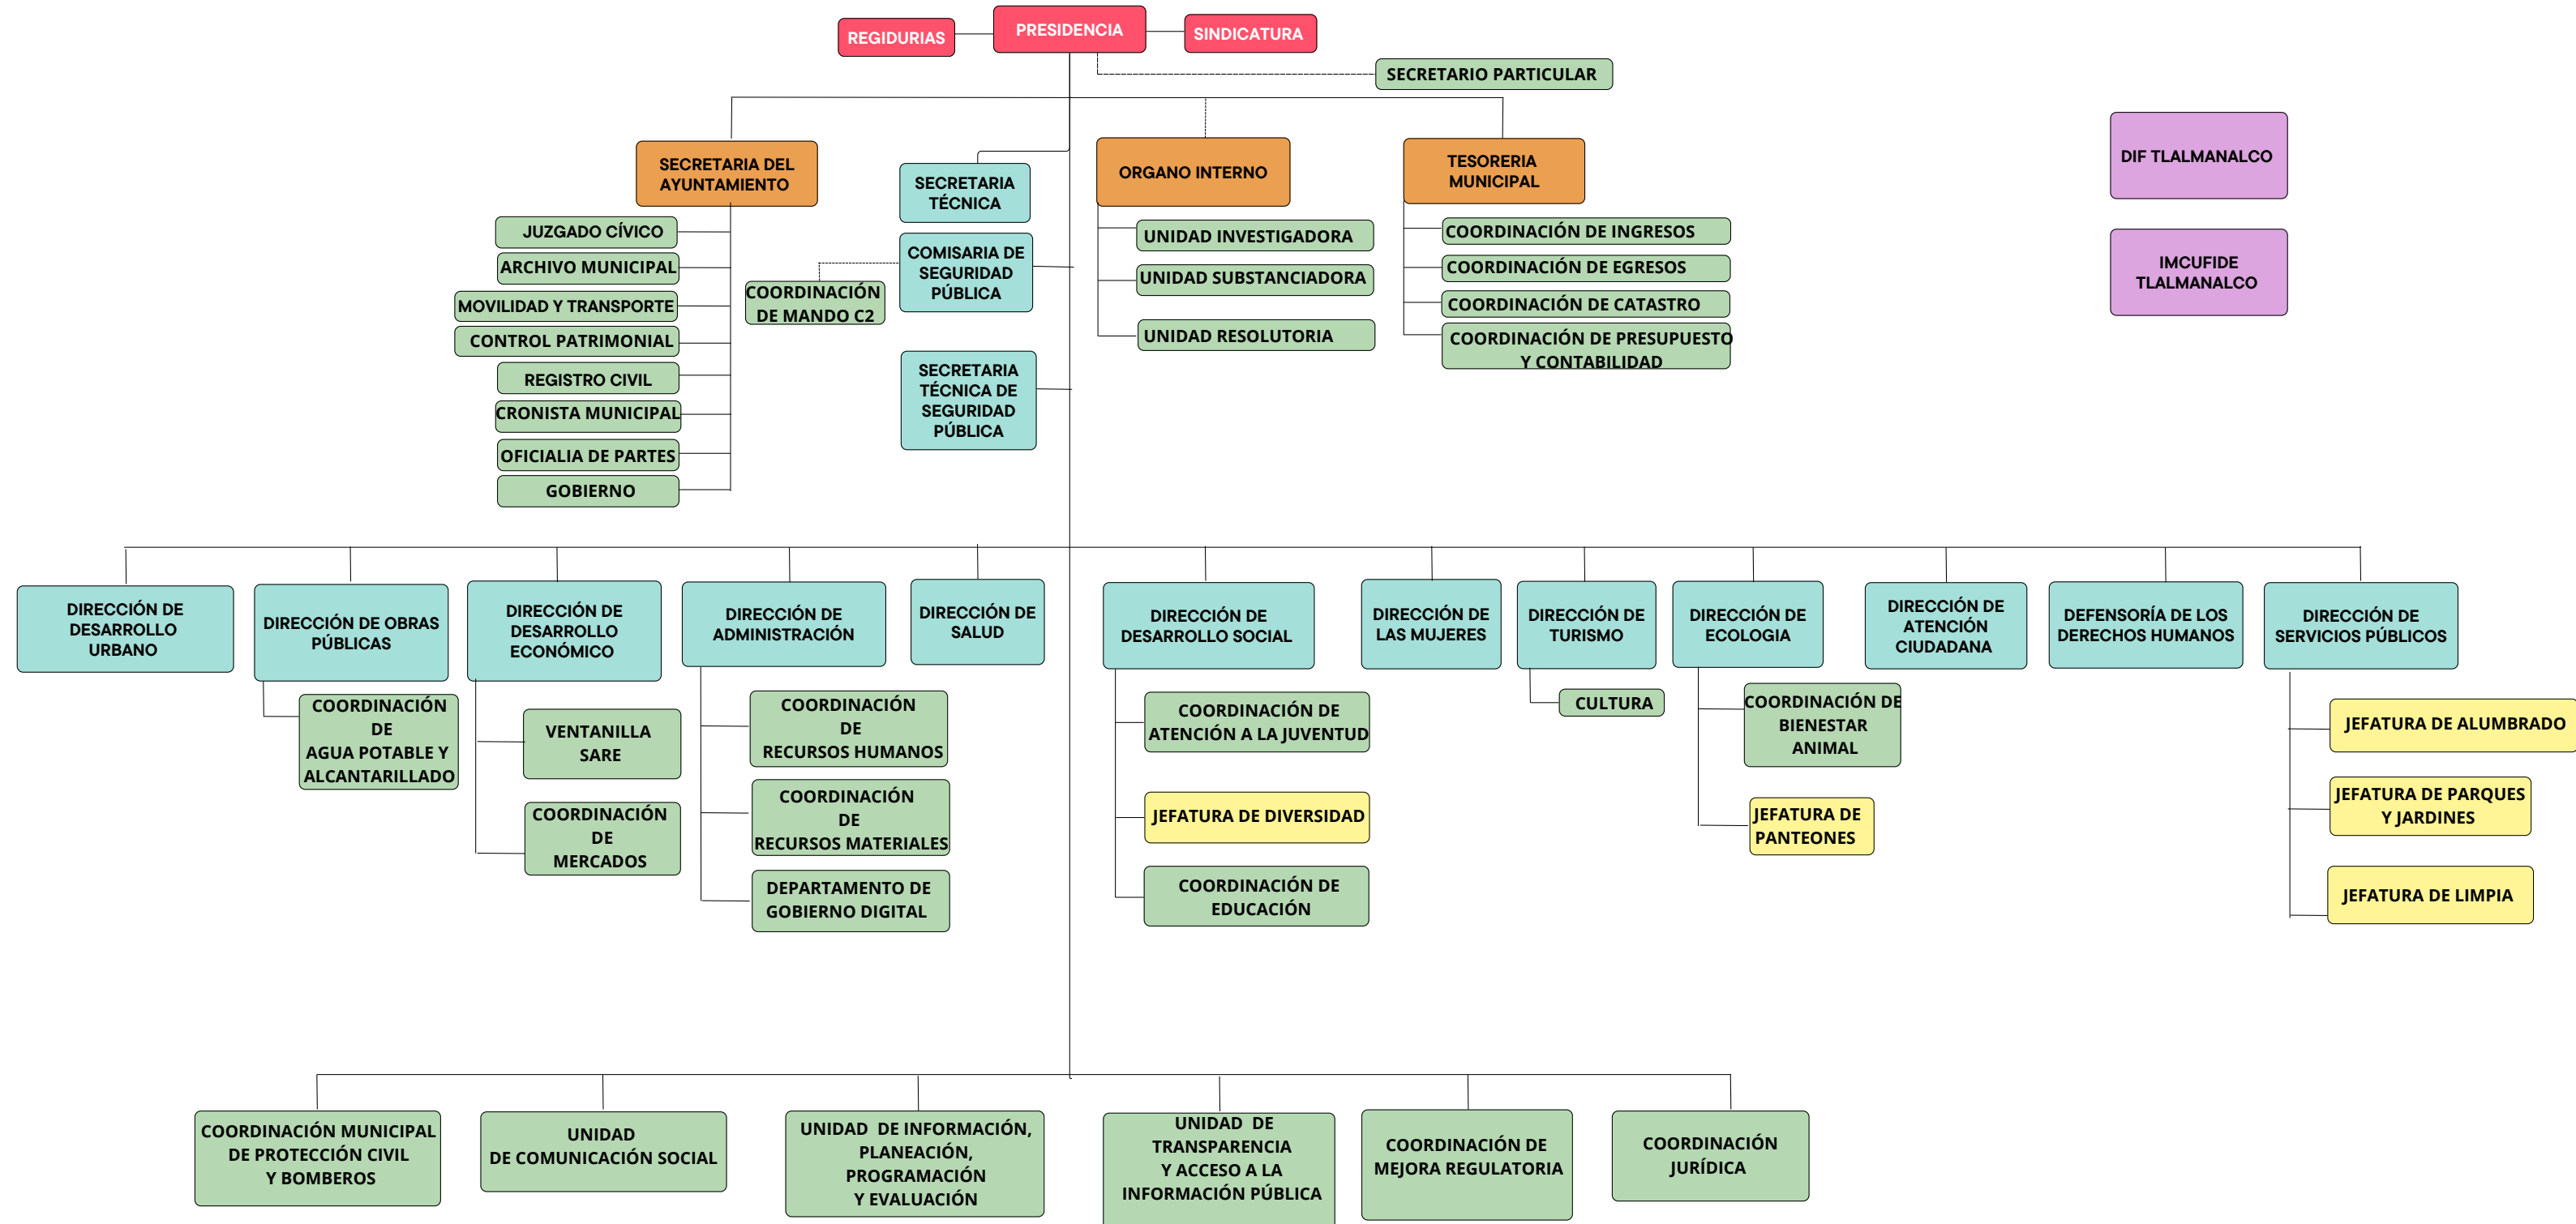 REGIDURIAS
PRESIDENCIA
SINDICATURA
SECRETARIO PARTICULAR
DIF TLALMANALCO
IMCUFIDE
TLALMANALCO
SECRETARIA DEL
AYUNTAMIENTO
JUZGADO CÍVICO
ARCHIVO MUNICIPAL
MOVILIDAD Y TRANSPORTE
CONTROL PATRIMONIAL
REGISTRO CIVIL
CRONISTA MUNICIPAL
OFICIALIA DE PARTES
GOBIERNO
SECRETARIA
TÉCNICA
COMISARIA DE
SEGURIDAD
PÚBLICA
COORDINACIÓN
DE MANDO C2
SECRETARIA
TÉCNICA DE
SEGURIDAD
PÚBLICA
ORGANO INTERNO
UNIDAD INVESTIGADORA
UNIDAD SUBSTANCIADORA
UNIDAD RESOLUTORIA
TESORERIA
MUNICIPAL
COORDINACIÓN DE INGRESOS
COORDINACIÓN DE EGRESOS
COORDINACIÓN DE CATASTRO
COORDINACIÓN DE PRESUPUESTO
Y CONTABILIDAD
DIRECCIÓN DE
DESARROLLO
URBANO
DIRECCIÓN DE OBRAS
PÚBLICAS
COORDINACIÓN
DE
AGUA POTABLE Y
ALCANTARILLADO
DIRECCIÓN DE
DESARROLLO
ECONÓMICO
VENTANILLA
SARE
COORDINACIÓN
DE
MERCADOS
DIRECCIÓN DE
ADMINISTRACIÓN
COORDINACIÓN
DE
RECURSOS HUMANOS
COORDINACIÓN
DE
RECURSOS MATERIALES
DEPARTAMENTO DE
GOBIERNO DIGITAL
DIRECCIÓN DE
SALUD
DIRECCIÓN DE
DESARROLLO SOCIAL
COORDINACIÓN DE
ATENCIÓN A LA JUVENTUD
JEFATURA DE DIVERSIDAD
COORDINACIÓN DE
EDUCACIÓN
DIRECCIÓN DE
LAS MUJERES
DIRECCIÓN DE
TURISMO
CULTURA
DIRECCIÓN DE
ECOLOGIA
COORDINACIÓN DE
BIENESTAR
ANIMAL
JEFATURA DE
PANTEONES
DIRECCIÓN DE
ATENCIÓN
CIUDADANA
DEFENSORÍA DE LOS
DERECHOS HUMANOS
DIRECCIÓN DE
SERVICIOS PÚBLICOS
JEFATURA DE ALUMBRADO
JEFATURA DE PARQUES
Y JARDINES
JEFATURA DE LIMPIA
COORDINACIÓN MUNICIPAL
DE PROTECCIÓN CIVIL
Y BOMBEROS
UNIDAD
DE COMUNICACIÓN SOCIAL
UNIDAD DE INFORMACIÓN,
PLANEACIÓN,
PROGRAMACIÓN
Y EVALUACIÓN
UNIDAD DE
TRANSPARENCIA
Y ACCESO A LA
INFORMACIÓN PÚBLICA
COORDINACIÓN DE
MEJORA REGULATORIA
COORDINACIÓN
JURÍDICA